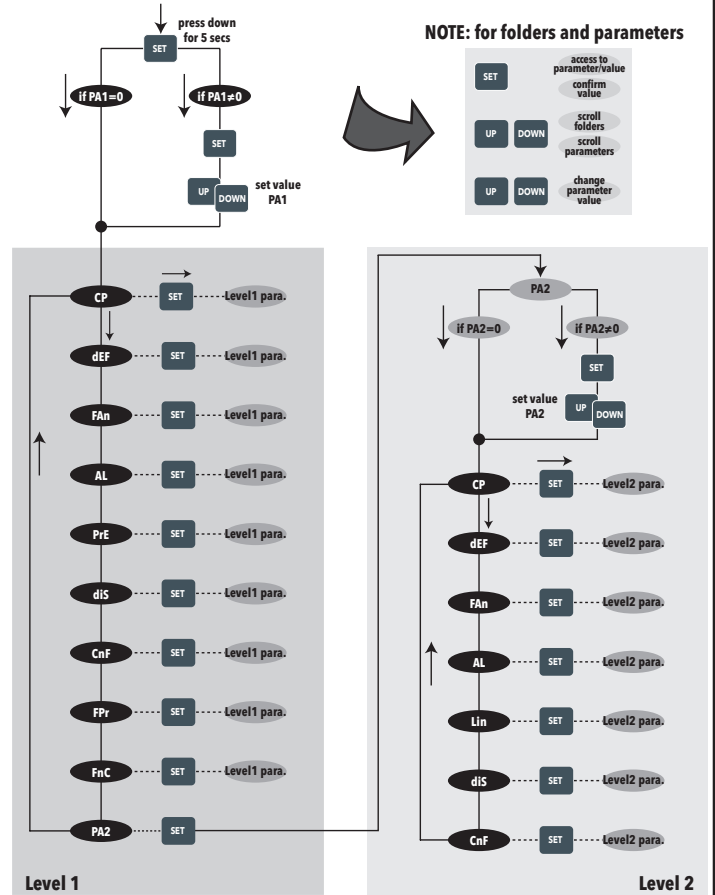 press down
for 5 secs
SET
if PA1=0
if PA1≠0
SET
UP
DOWN
set value
PA1
NOTE: for folders and parameters
SET
access to
parameter/value
confirm
value
UP
DOWN
scroll
folders
scroll
parameters
UP
DOWN
change
parameter
value
CP
SET
Level1 para.
dEF
SET
Level1 para.
FAn
SET
Level1 para.
AL
SET
Level1 para.
PrE
SET
Level1 para.
diS
SET
Level1 para.
CnF
SET
Level1 para.
FPr
SET
Level1 para.
FnC
SET
Level1 para.
PA2
SET
Level 1
PA2
if PA2=0
if PA2≠0
SET
set value
PA2
UP
DOWN
CP
SET
Level2 para.
dEF
SET
Level2 para.
FAn
SET
Level2 para.
AL
SET
Level2 para.
Lin
SET
Level2 para.
diS
SET
Level2 para.
CnF
SET
Level2 para.
Level 2